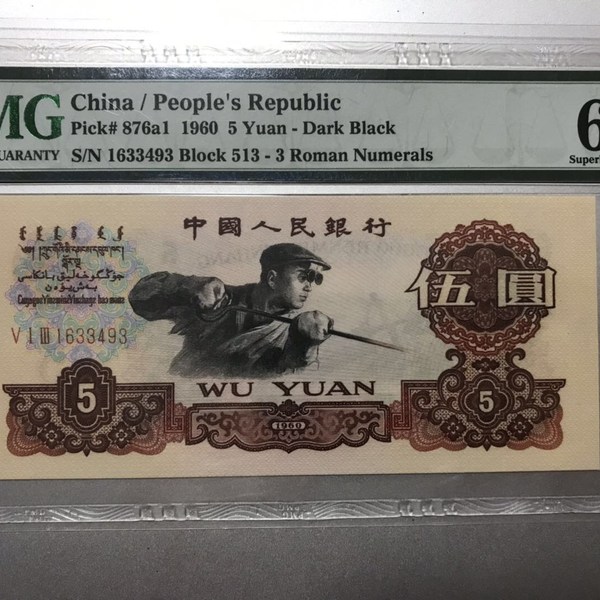 MG China / People's Republic
Pick# 876a1 1960 5 Yuan - Dark Black 6
UARANTY S/N 1633493 Block 513 - 3 Roman Numerals Super
中國人民銀行
伍圓
V I III 1633493
WU YUAN
5 1960 5